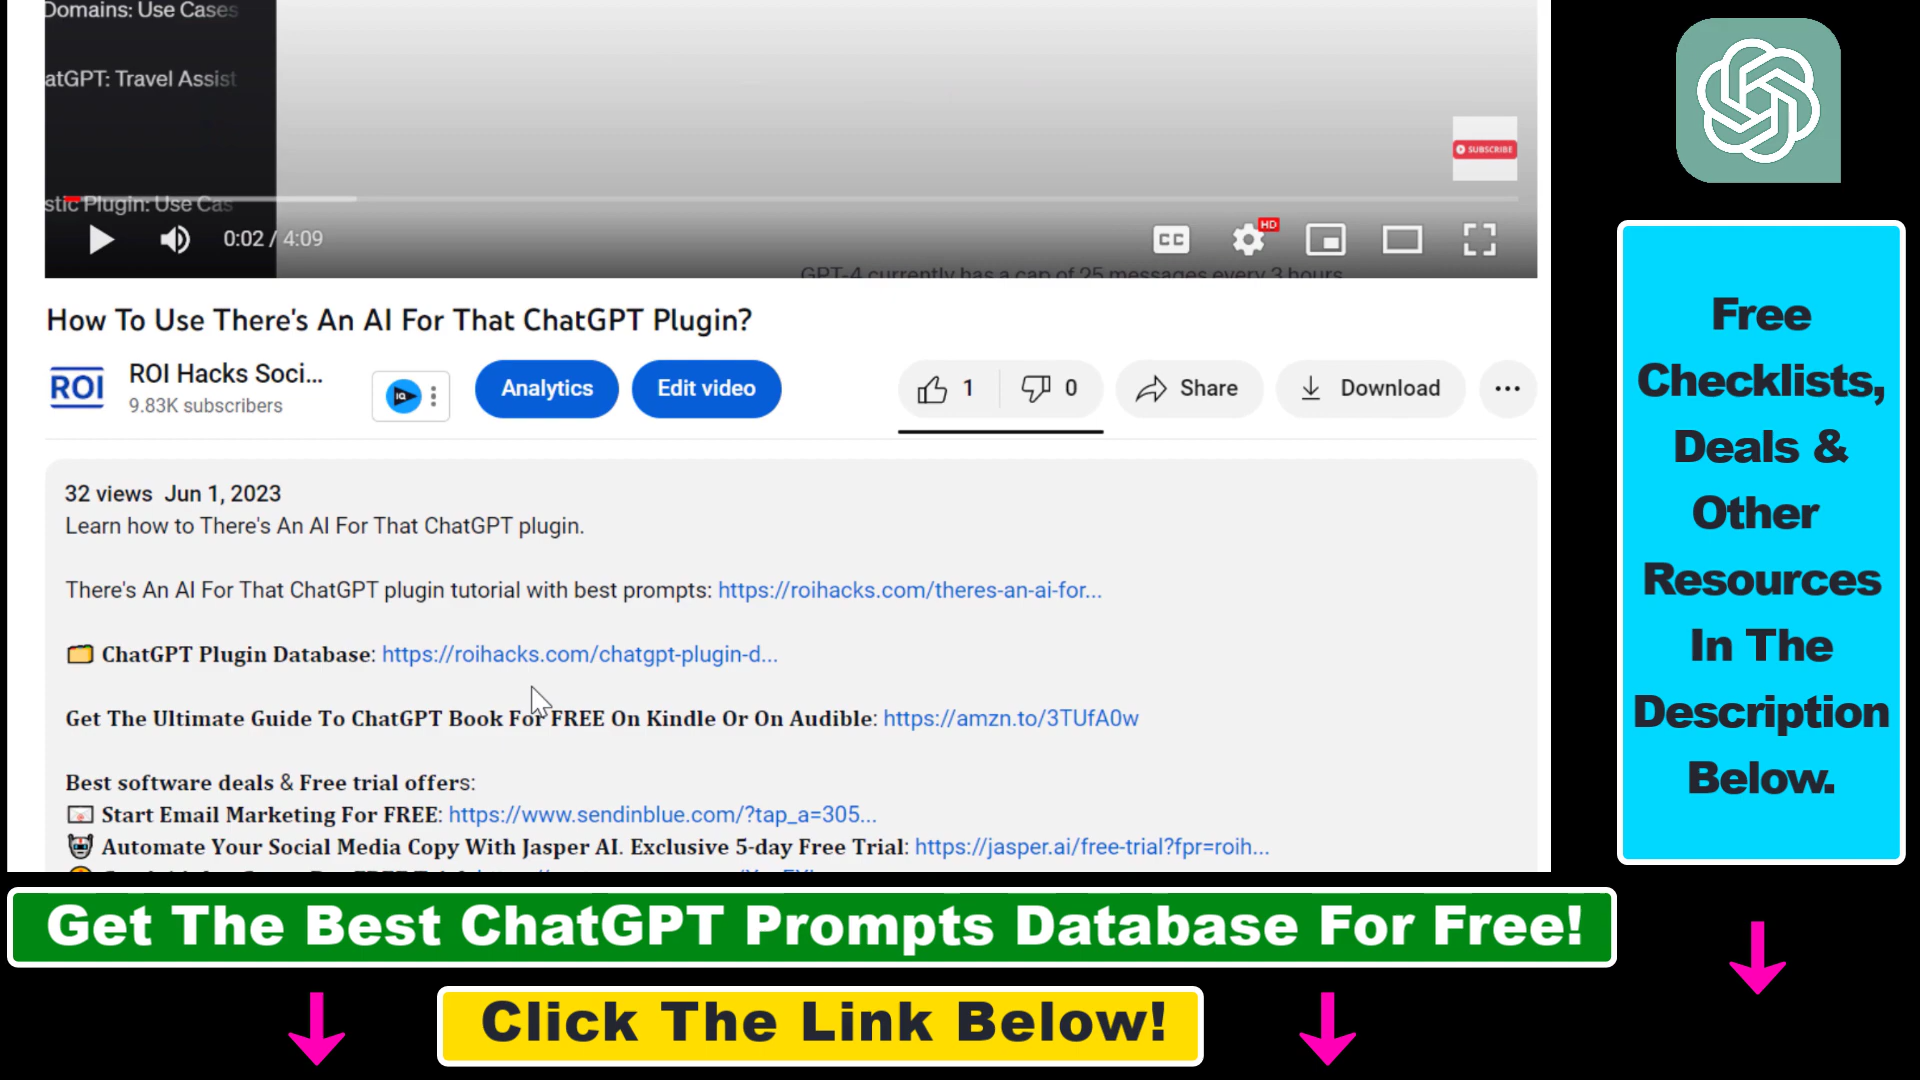 Domains: Use Cases
atGPT: Travel Assist
SUBSCRIBE
stic Plugin: Use Cas
0:02 / 4:09
CC
HD
GPT-4 currently has a cap of 25 messages every 3 hours
How To Use There's An AI For That ChatGPT Plugin?
ROI
ROI Hacks Soci...
9.83K subscribers
IQ
Analytics
Edit video
1
0
Share
Download
32 views Jun 1, 2023
Learn how to There's An AI For That ChatGPT plugin.
There's An AI For That ChatGPT plugin tutorial with best prompts: https://roihacks.com/theres-an-ai-for...
ChatGPT Plugin Database: https://roihacks.com/chatgpt-plugin-d...
Get The Ultimate Guide To ChatGPT Book For FREE On Kindle Or On Audible: https://amzn.to/3TUfA0w
Best software deals & Free trial offers:
Start Email Marketing For FREE: https://www.sendinblue.com/?tap_a=305...
Automate Your Social Media Copy With Jasper AI. Exclusive 5-day Free Trial: https://jasper.ai/free-trial?fpr=roih...
Free
Checklists,
Deals &
Other
Resources
In The
Description
Below.
Get The Best ChatGPT Prompts Database For Free!
Click The Link Below!